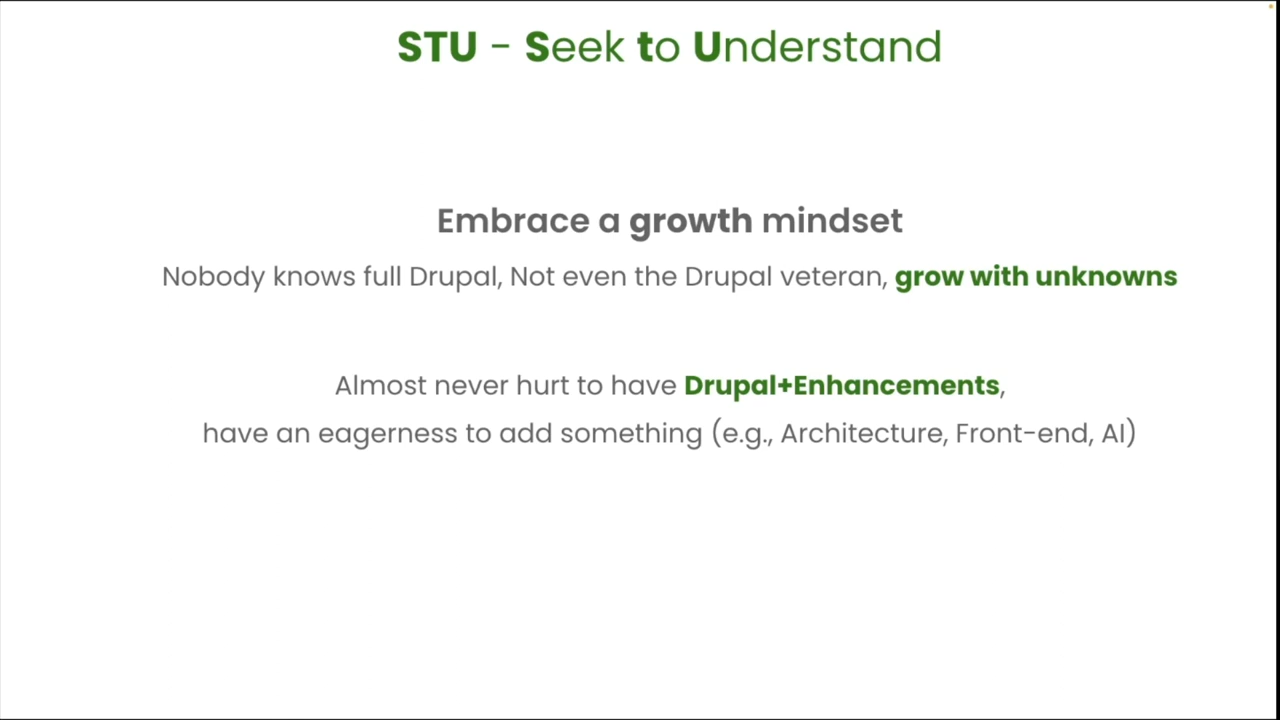 STU - Seek to Understand
Embrace a growth mindset
Nobody knows full Drupal, Not even the Drupal veteran, grow with unknowns
Almost never hurt to have Drupal+Enhancements,
have an eagerness to add something (e.g., Architecture, Front-end, AI)